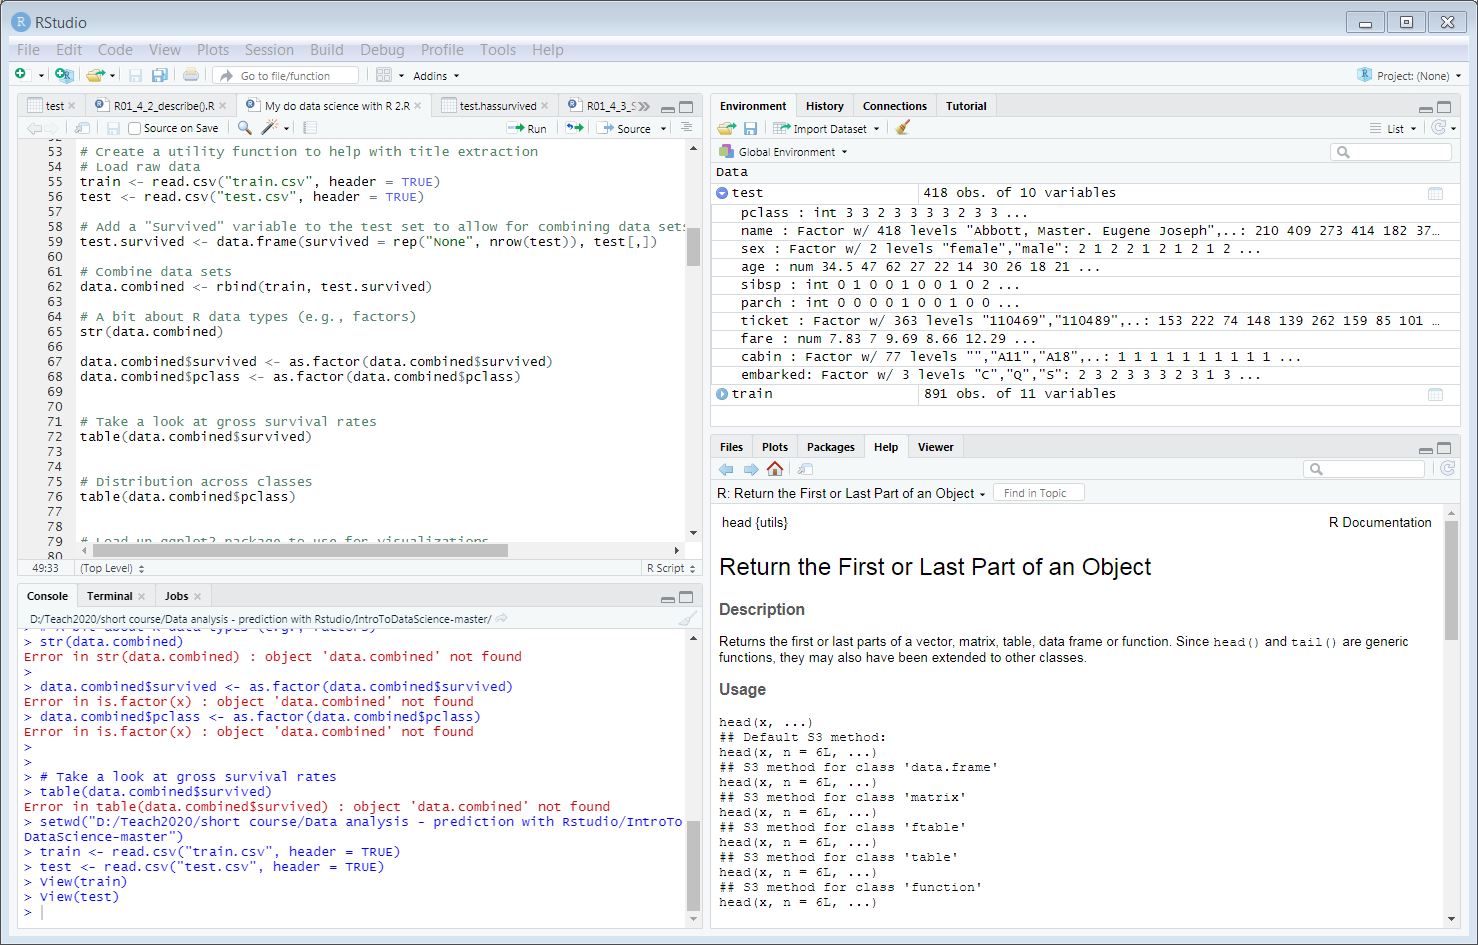 RStudio
File Edit Code View Plots Session Build Debug Profile Tools Help
Go to file/function Addins Project: (None)
test R01_4_2_describe().R My do data science with R 2.R test.hassurvived R01_4_3_S
Source on Save Run Source
53 # Create a utility function to help with title extraction
54 # Load raw data
55 train <- read.csv("train.csv", header = TRUE)
56 test <- read.csv("test.csv", header = TRUE)
57
58 # Add a "Survived" variable to the test set to allow for combining data sets
59 test.survived <- data.frame(survived = rep("None", nrow(test)), test[,])
60
61 # Combine data sets
62 data.combined <- rbind(train, test.survived)
63
64 # A bit about R data types (e.g., factors)
65 str(data.combined)
66
67 data.combined$survived <- as.factor(data.combined$survived)
68 data.combined$pclass <- as.factor(data.combined$pclass)
69
70
71 # Take a look at gross survival rates
72 table(data.combined$survived)
73
74
75 # Distribution across classes
76 table(data.combined$pclass)
77
78
79 # Load up ggplot2 package to use for visualizations
80
49:33 (Top Level) R Script
Console Terminal Jobs
D:/Teach2020/short course/Data analysis - prediction with Rstudio/IntroToDataScience-master/
> # A bit about R data types (e.g., factors)
> str(data.combined)
Error in str(data.combined) : object 'data.combined' not found
>
> data.combined$survived <- as.factor(data.combined$survived)
Error in is.factor(x) : object 'data.combined' not found
> data.combined$pclass <- as.factor(data.combined$pclass)
Error in is.factor(x) : object 'data.combined' not found
>
>
> # Take a look at gross survival rates
> table(data.combined$survived)
Error in table(data.combined$survived) : object 'data.combined' not found
> setwd("D:/Teach2020/short course/Data analysis - prediction with Rstudio/IntroTo
DataScience-master")
> train <- read.csv("train.csv", header = TRUE)
> test <- read.csv("test.csv", header = TRUE)
> View(train)
> View(test)
>
Environment History Connections Tutorial
Import Dataset List
Global Environment
Data
test 418 obs. of 10 variables
pclass : int 3 3 2 3 3 3 3 2 3 3 ...
name : Factor w/ 418 levels "Abbott, Master. Eugene Joseph",..: 210 409 273 414 182 37…
sex : Factor w/ 2 levels "female","male": 2 1 2 2 1 2 1 2 1 2 ...
age : num 34.5 47 62 27 22 14 30 26 18 21 ...
sibsp : int 0 1 0 0 1 0 0 1 0 2 ...
parch : int 0 0 0 0 1 0 0 1 0 0 ...
ticket : Factor w/ 363 levels "110469","110489",..: 153 222 74 148 139 262 159 85 101 …
fare : num 7.83 7 9.69 8.66 12.29 ...
cabin : Factor w/ 77 levels "","A11","A18",..: 1 1 1 1 1 1 1 1 1 1 ...
embarked: Factor w/ 3 levels "C","Q","S": 2 3 2 3 3 3 2 3 1 3 ...
train 891 obs. of 11 variables
Files Plots Packages Help Viewer
R: Return the First or Last Part of an Object Find in Topic
head {utils} R Documentation
Return the First or Last Part of an Object
Description
Returns the first or last parts of a vector, matrix, table, data frame or function. Since head() and tail() are generic
functions, they may also have been extended to other classes.
Usage
head(x, ...)
## Default S3 method:
head(x, n = 6L, ...)
## S3 method for class 'data.frame'
head(x, n = 6L, ...)
## S3 method for class 'matrix'
head(x, n = 6L, ...)
## S3 method for class 'ftable'
head(x, n = 6L, ...)
## S3 method for class 'table'
head(x, n = 6L, ...)
## S3 method for class 'function'
head(x, n = 6L, ...)